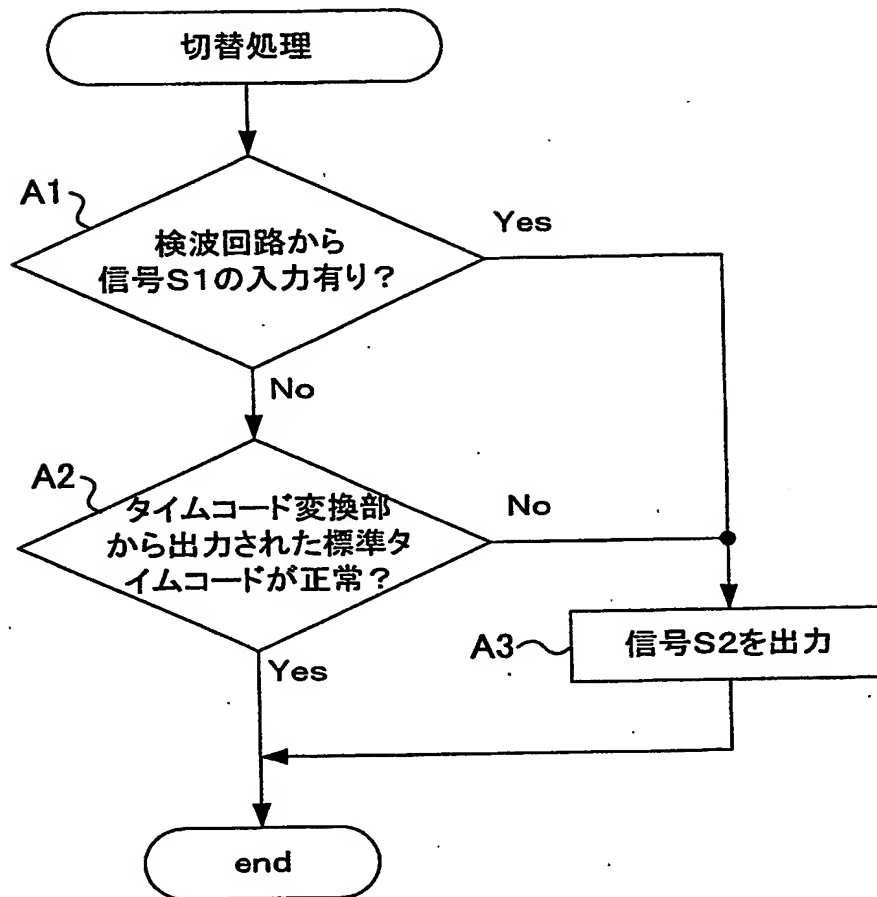 切替処理
A1
検波回路から
信号S1の入力有り?
Yes
No
A2
タイムコード変換部
から出力された標準タ
イムコードが正常?
No
Yes
A3
信号S2を出力
end